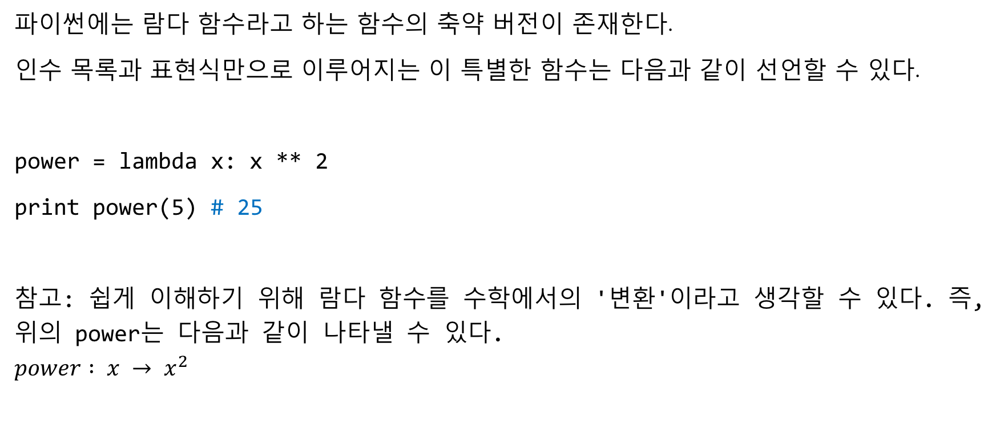 파이썬에는 람다 함수라고 하는 함수의 축약 버전이 존재한다.
인수 목록과 표현식만으로 이루어지는 이 특별한 함수는 다음과 같이 선언할 수 있다.
power = lambda x: x ** 2
print power(5) # 25
참고: 쉽게 이해하기 위해 람다 함수를 수학에서의 '변환'이라고 생각할 수 있다. 즉,
위의 power는 다음과 같이 나타낼 수 있다.
power : x → x²